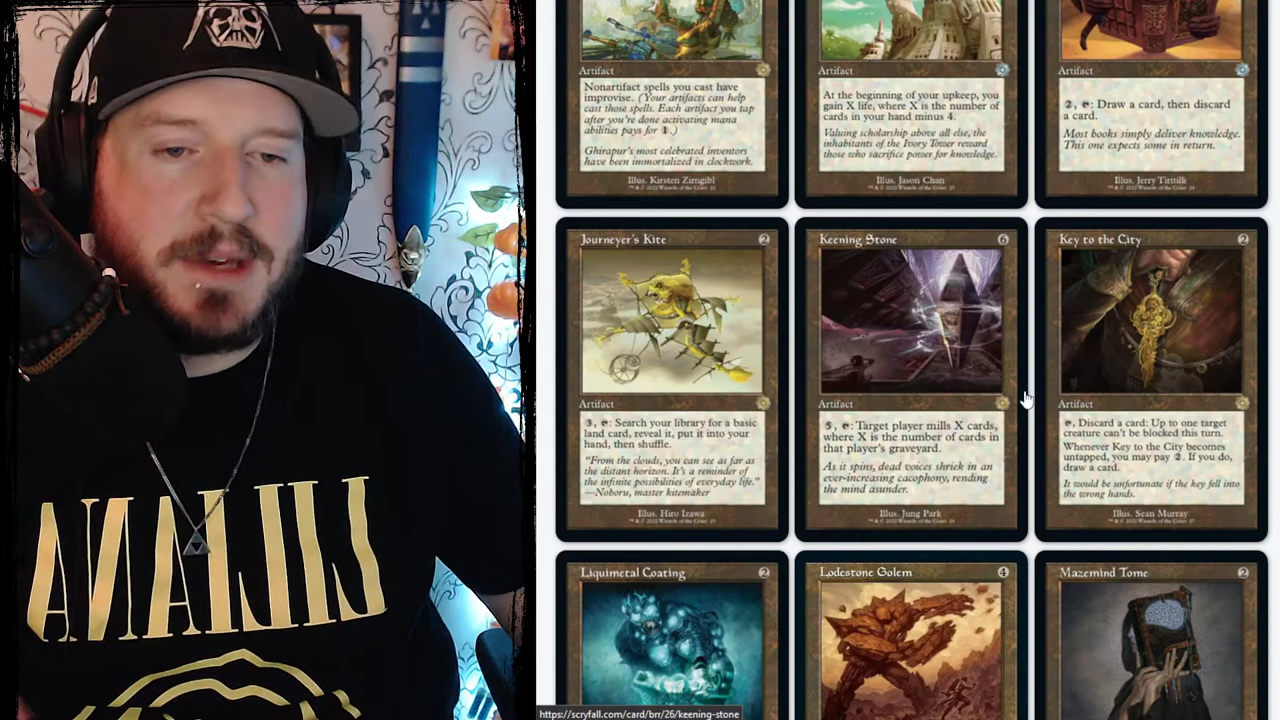 LILIANA
Artifact
Nonartifact spells you cast have
improvise. (Your artifacts can help
cast those spells. Each artifact you tap
after you're done activating mana
abilities pays for 1.)
Ghirapur's most celebrated inventors
have been immortalized in clockwork.
Illus. Kirsten Zirngibl
Artifact
At the beginning of your upkeep, you
gain X life, where X is the number of
cards in your hand minus 4.
Valuing scholarship above all else, the
inhabitants of the Ivory Tower reward
those who sacrifice power for knowledge.
Illus. Jason Chan
Artifact
2, T: Draw a card, then discard
a card.
Most books simply deliver knowledge.
This one expects some in return.
Illus. Jerry Tiritilli
Journeyer's Kite 2
Artifact
3, T: Search your library for a basic
land card, reveal it, put it into your
hand, then shuffle.
"From the clouds, you can see as far as
the distant horizon. It's a reminder of
the infinite possibilities of everyday life."
—Noboru, master kitemaker
Illus. Hiro Izawa
Keening Stone 6
Artifact
5, T: Target player mills X cards,
where X is the number of cards in
that player's graveyard.
As it spins, dead voices shriek in an
ever-increasing cacophony, rending
the mind asunder.
Illus. Jung Park
Key to the City 2
Artifact
T, Discard a card: Up to one target
creature can't be blocked this turn.
Whenever Key to the City becomes
untapped, you may pay 2. If you do,
draw a card.
It would be unfortunate if the key fell into
the wrong hands.
Illus. Sean Murray
Liquimetal Coating 2
Lodestone Golem 4
Mazemind Tome 2
https://scryfall.com/card/brr/26/keening-stone